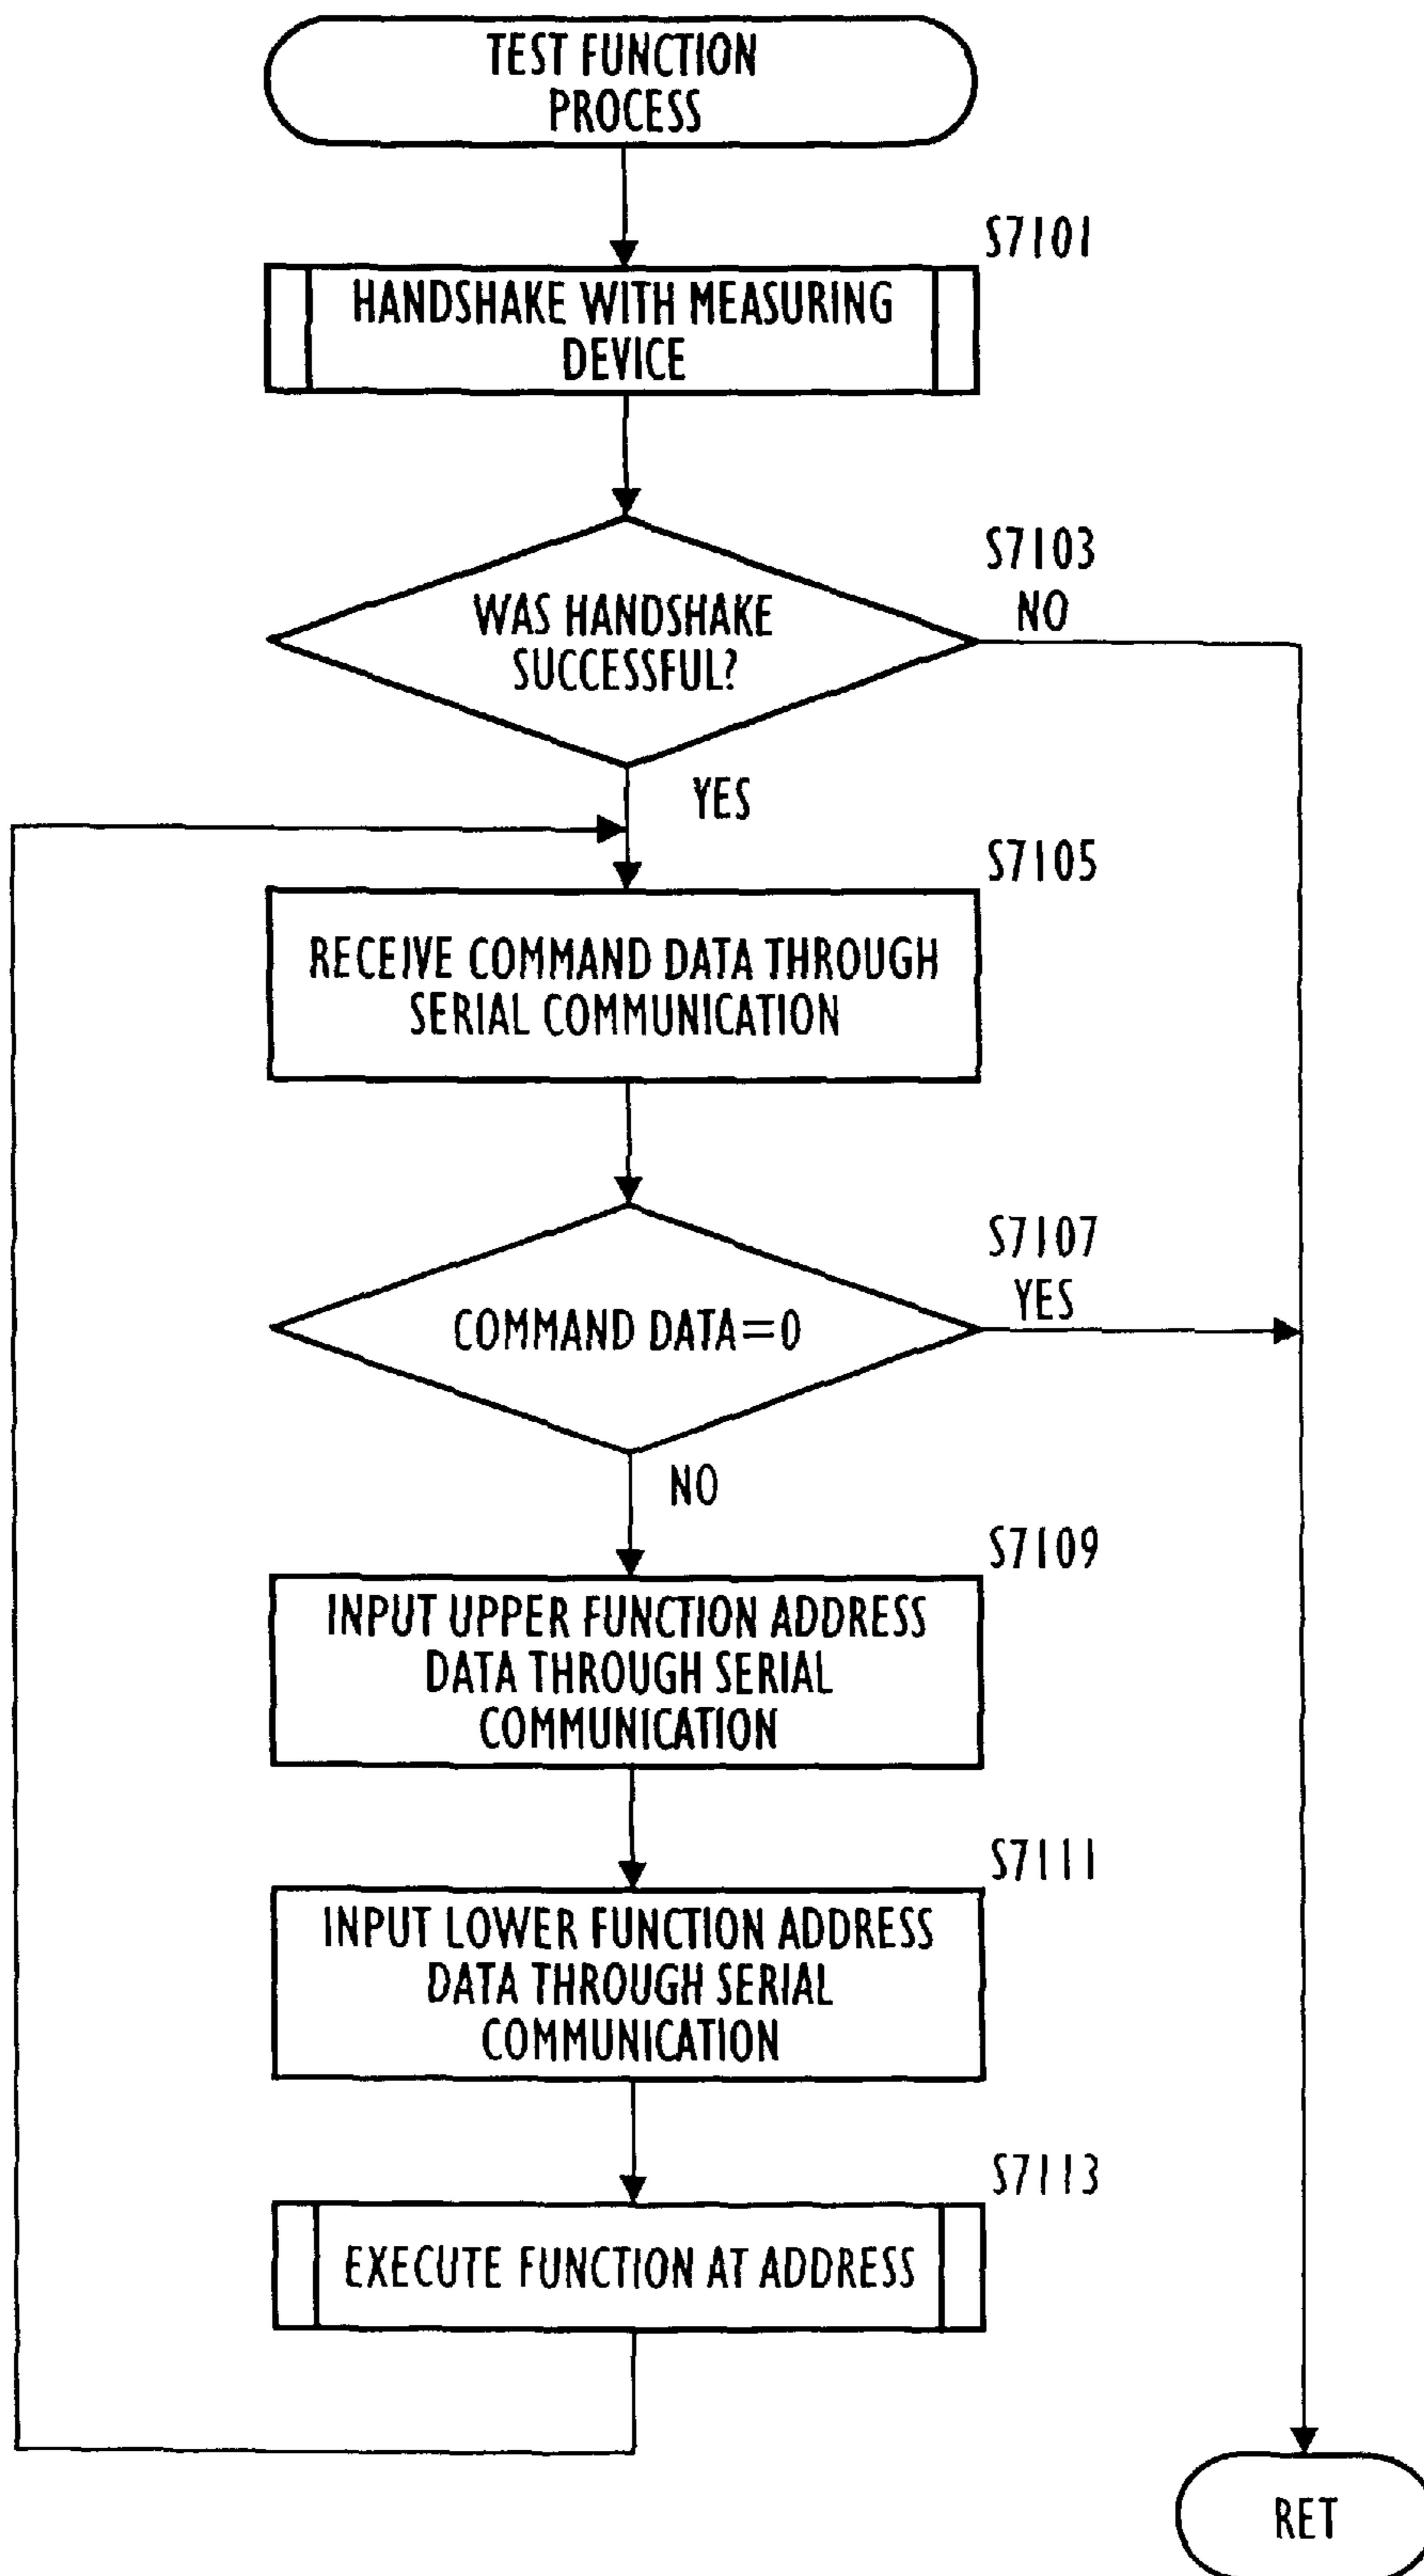 TEST FUNCTION
PROCESS
S7101
HANDSHAKE WITH MEASURING
DEVICE
S7103
NO
WAS HANDSHAKE
SUCCESSFUL?
YES
S7105
RECEIVE COMMAND DATA THROUGH
SERIAL COMMUNICATION
S7107
YES
COMMAND DATA=0
NO
S7109
INPUT UPPER FUNCTION ADDRESS
DATA THROUGH SERIAL
COMMUNICATION
S7111
INPUT LOWER FUNCTION ADDRESS
DATA THROUGH SERIAL
COMMUNICATION
S7113
EXECUTE FUNCTION AT ADDRESS
RET